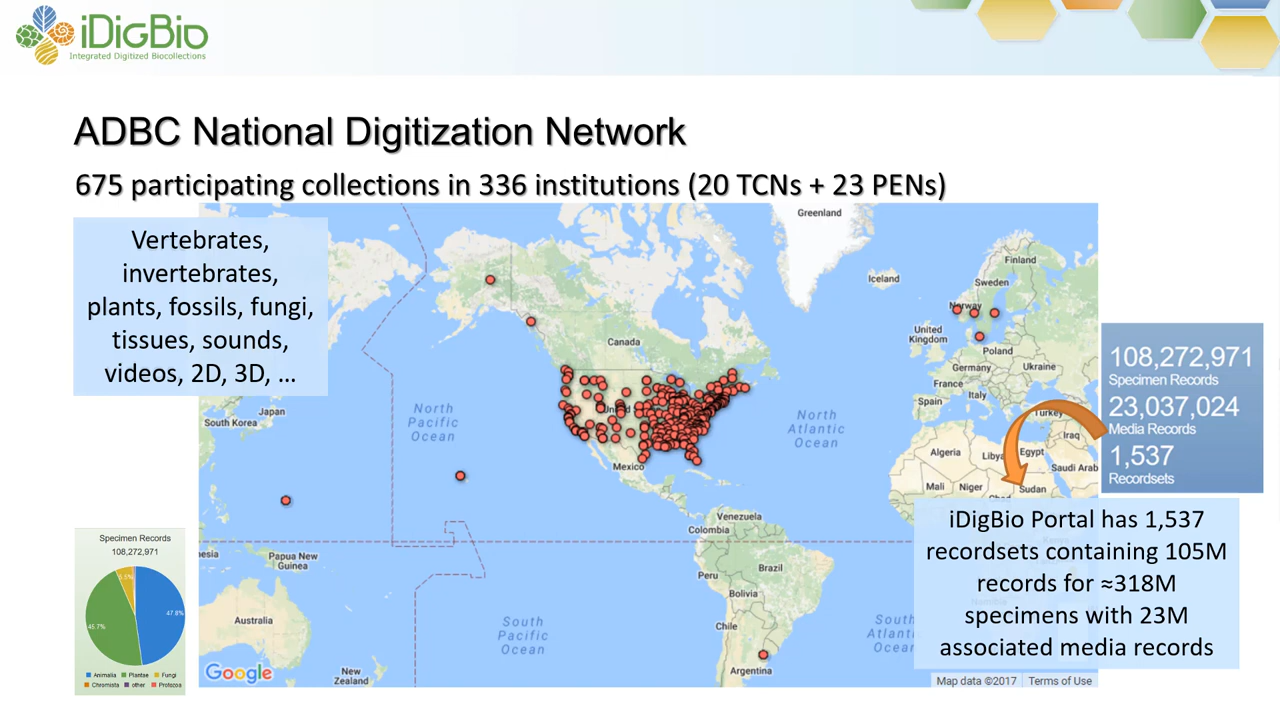 iDigBio
Integrated Digitized Biocollections
ADBC National Digitization Network
675 participating collections in 336 institutions (20 TCNs + 23 PENs)
Vertebrates,
invertebrates,
plants, fossils, fungi,
tissues, sounds,
videos, 2D, 3D, ...
Greenland
Iceland
Finland
Sweden
Norway
United
Kingdom
Poland
Germany
Ukraine
France
Italy
Spain
Turkey
Iraq
Algeria
Libya
Egypt
Saudi Arab
Mali
Niger
Sudan
Canada
Japan
South Korea
North
Pacific
Ocean
North
Atlantic
Ocean
Mexico
Venezuela
Colombia
Brazil
Peru
Bolivia
Chile
Argentina
Papua New
Guinea
Australia
New
Zealand
South
Pacific
Ocean
South
Ocean
Google
Map data ©2017
Terms of Use
108,272,971
Specimen Records
23,037,024
Media Records
1,537
Recordsets
iDigBio Portal has 1,537
recordsets containing 105M
records for ≈318M
specimens with 23M
associated media records
Specimen Records
108,272,971
47.8%
45.7%
Animalia Plantae Fungi
Chromista other Protozoa